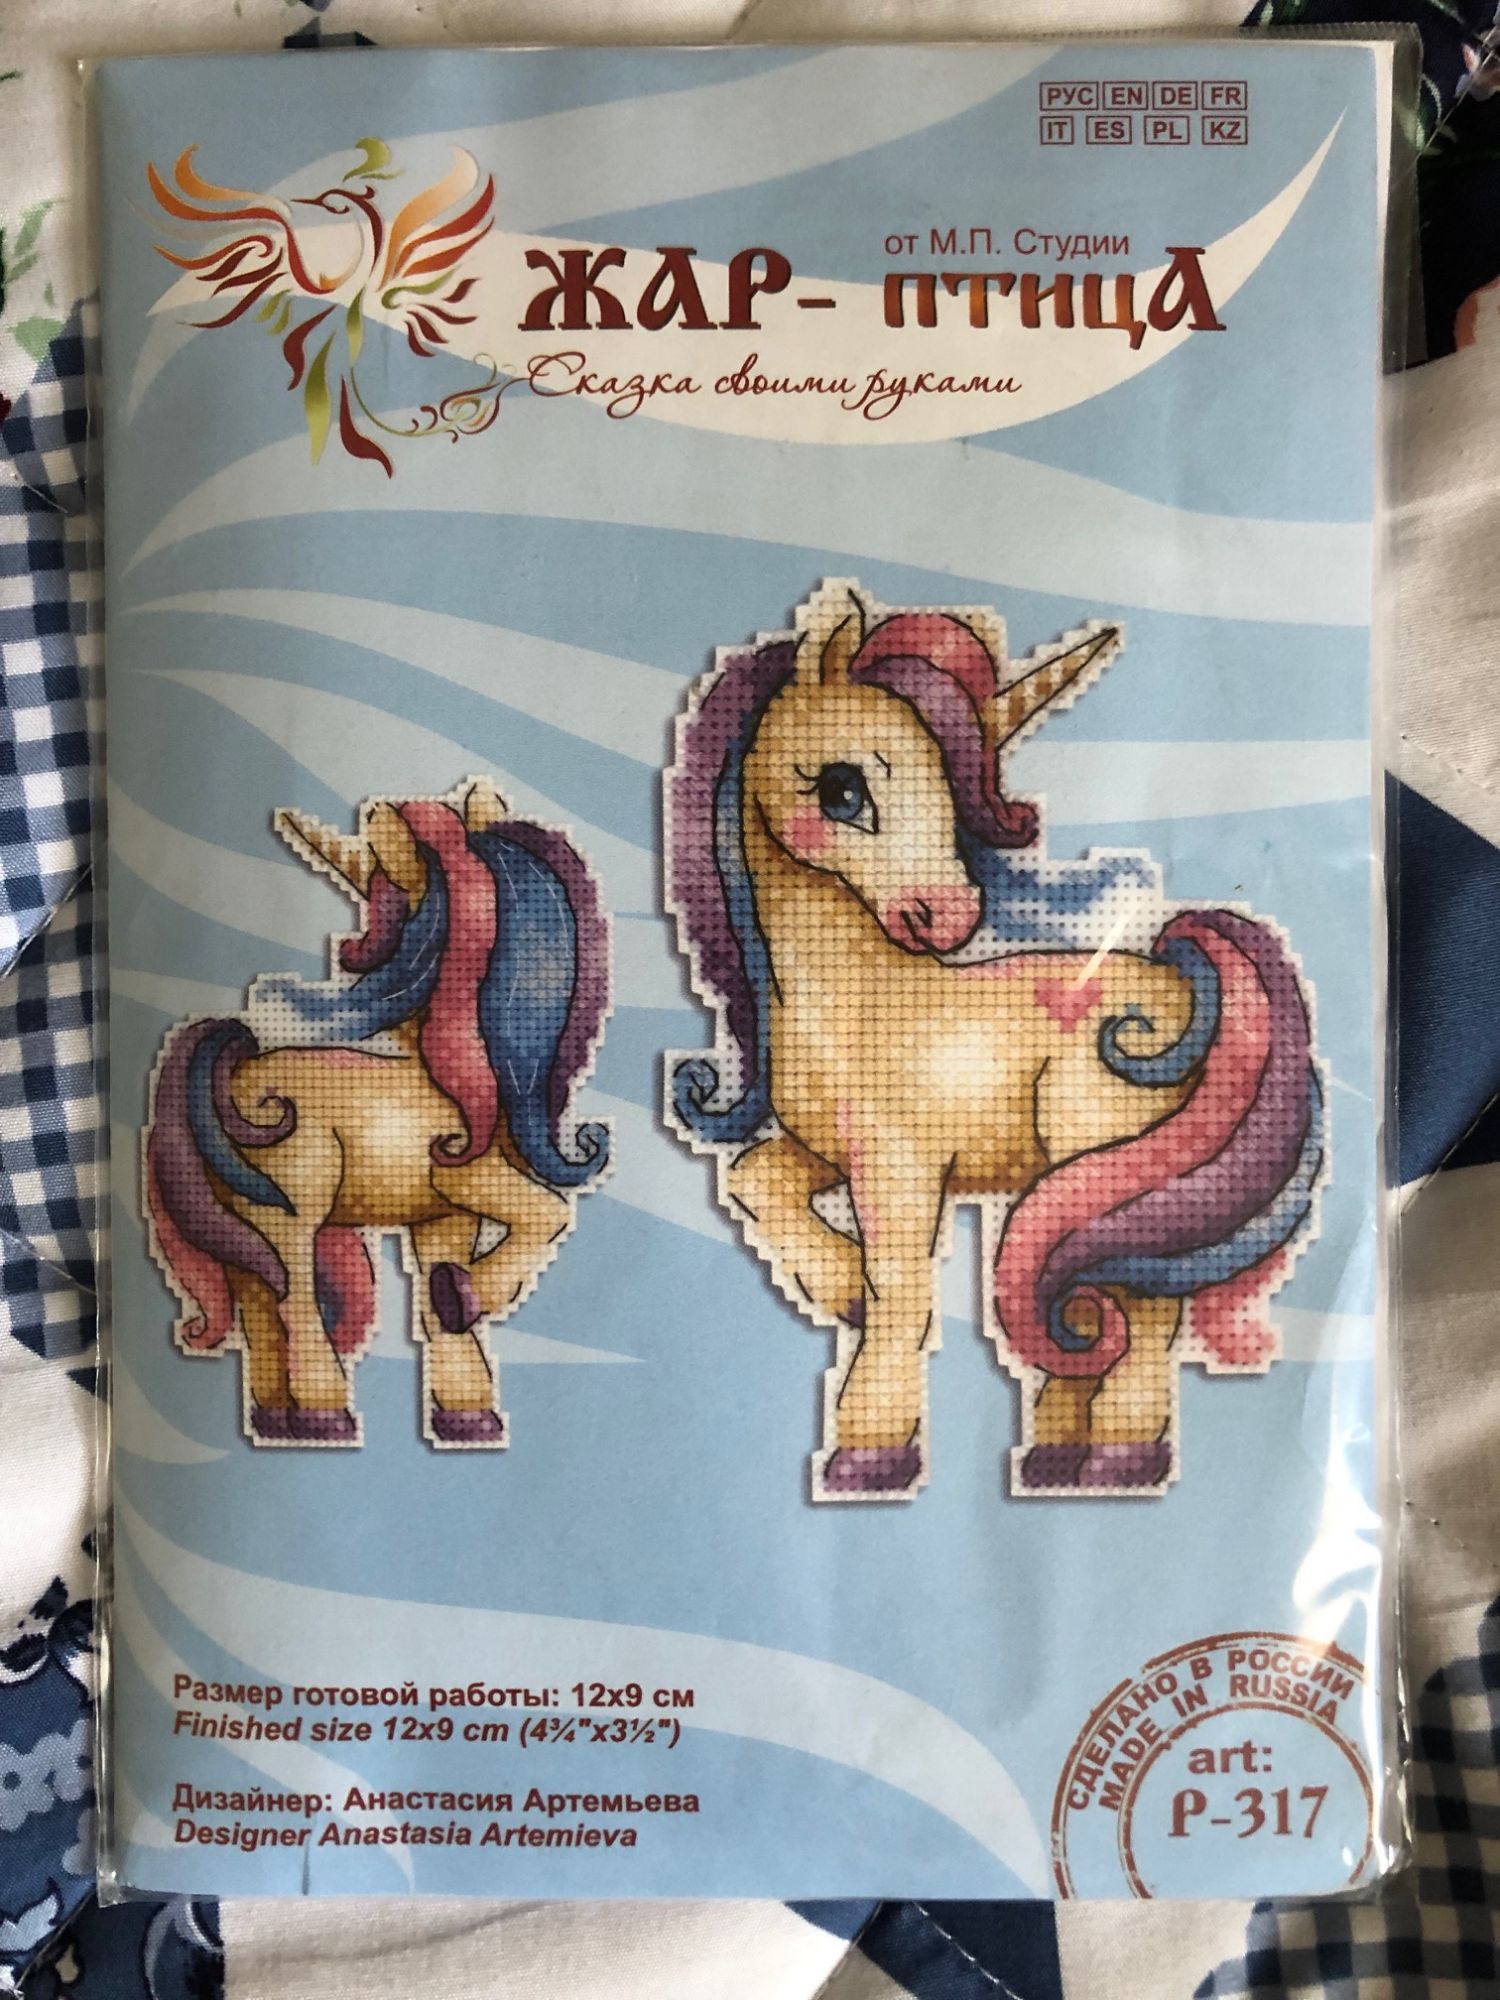 РУС EN DE FR
IT ES PL KZ
от М.П. Студии
ЖАР-ПТИЦА
Сказка своими руками
Размер готовой работы: 12х9 см
Finished size 12x9 cm (4¾"x3½")
Дизайнер: Анастасия Артемьева
Designer Anastasia Artemieva
СДЕЛАНО В РОССИИ
MADE IN RUSSIA
art:
P-317